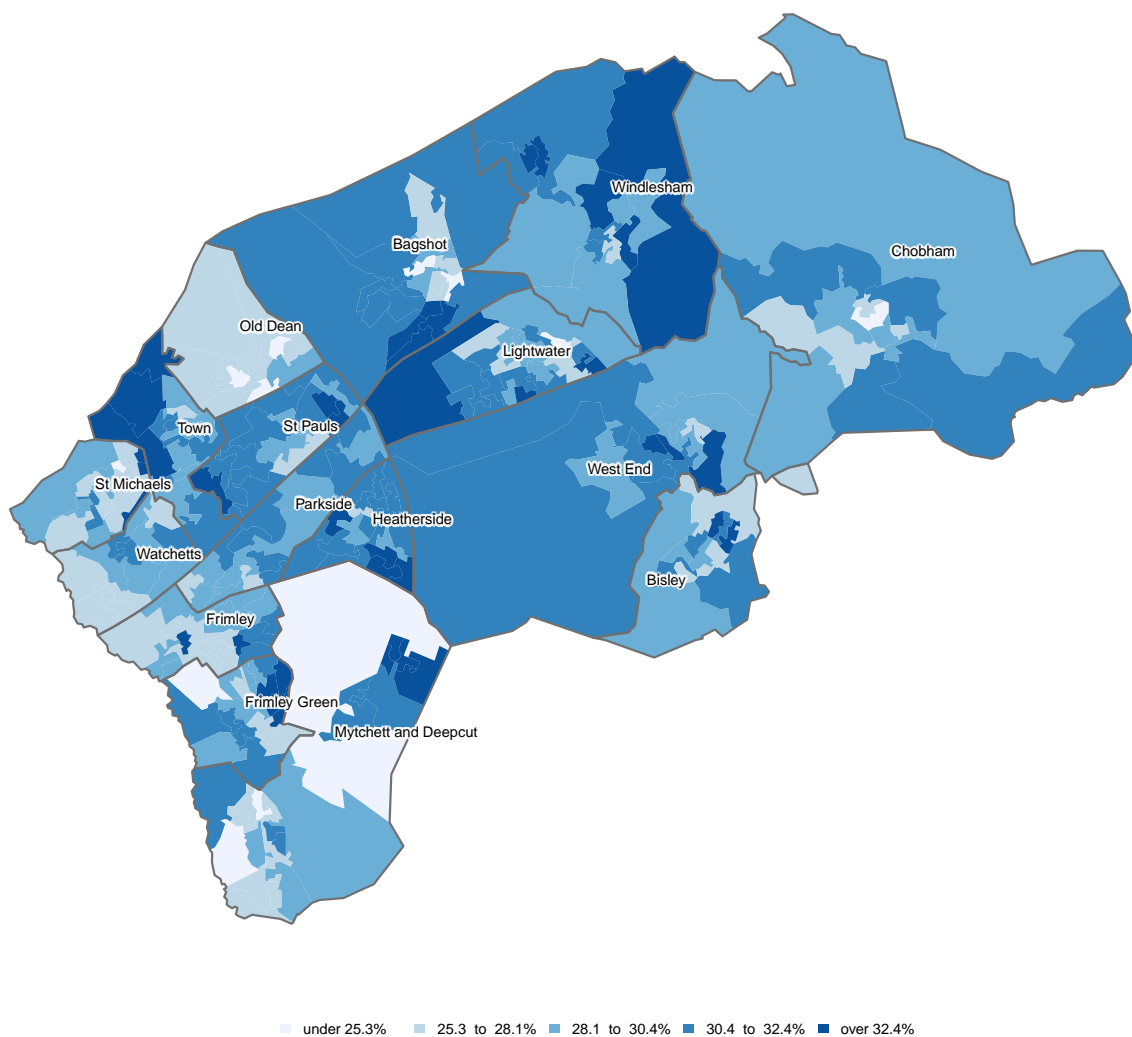 Windlesham
Bagshot
Chobham
Old Dean
Lightwater
Town
St Pauls
West End
St Michaels
Parkside
Heatherside
Watchetts
Bisley
Frimley
Frimley Green
Mytchett and Deepcut
under 25.3% 25.3 to 28.1% 28.1 to 30.4% 30.4 to 32.4% over 32.4%